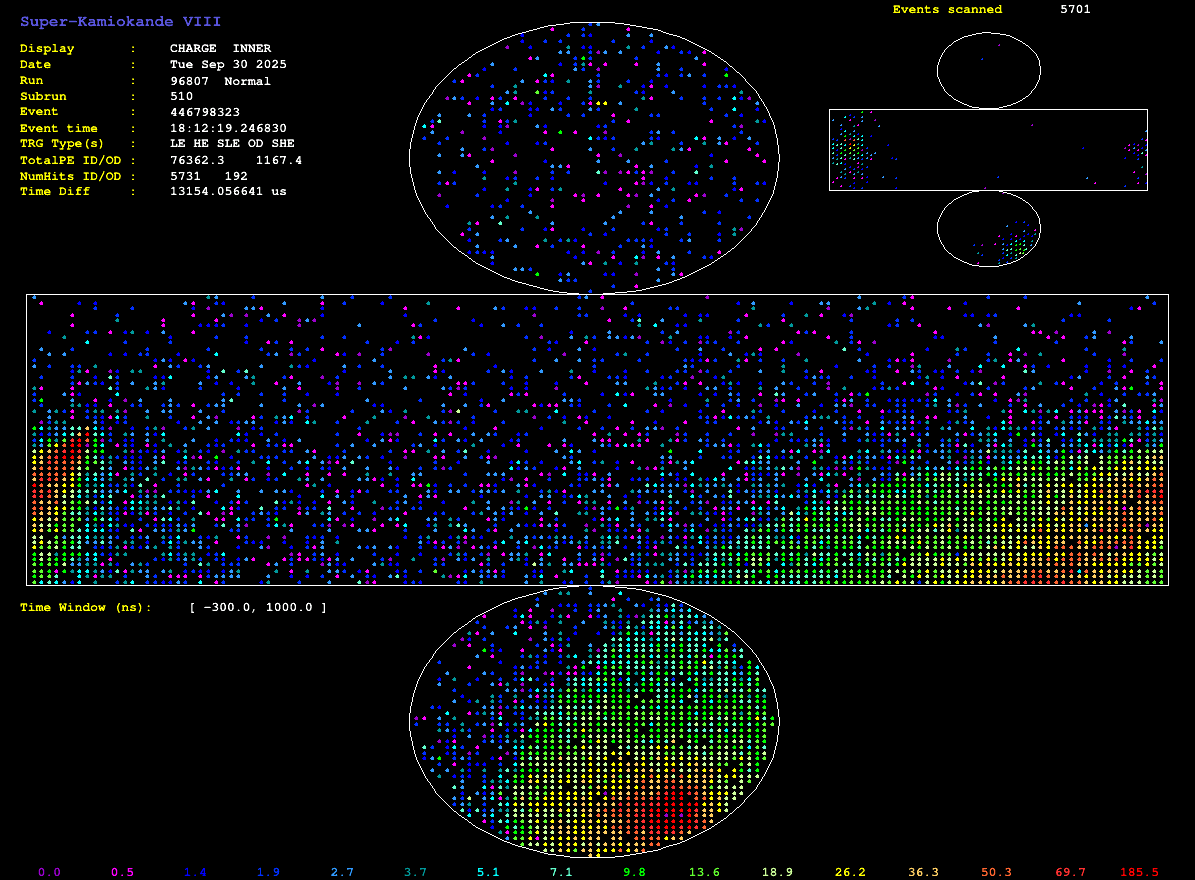 Super-Kamiokande VIII
Events scanned 5701
Display : CHARGE INNER
Date : Tue Sep 30 2025
Run : 96807 Normal
Subrun : 510
Event : 446798323
Event time : 18:12:19.246830
TRG Type(s) : LE HE SLE OD SHE
TotalPE ID/OD : 76362.3 1167.4
NumHits ID/OD : 5731 192
Time Diff : 13154.056641 us
Time Window (ns): [ -300.0, 1000.0 ]
0.0 0.5 1.4 1.9 2.7 3.7 5.1 7.1 9.8 13.6 18.9 26.2 36.3 50.3 69.7 185.5